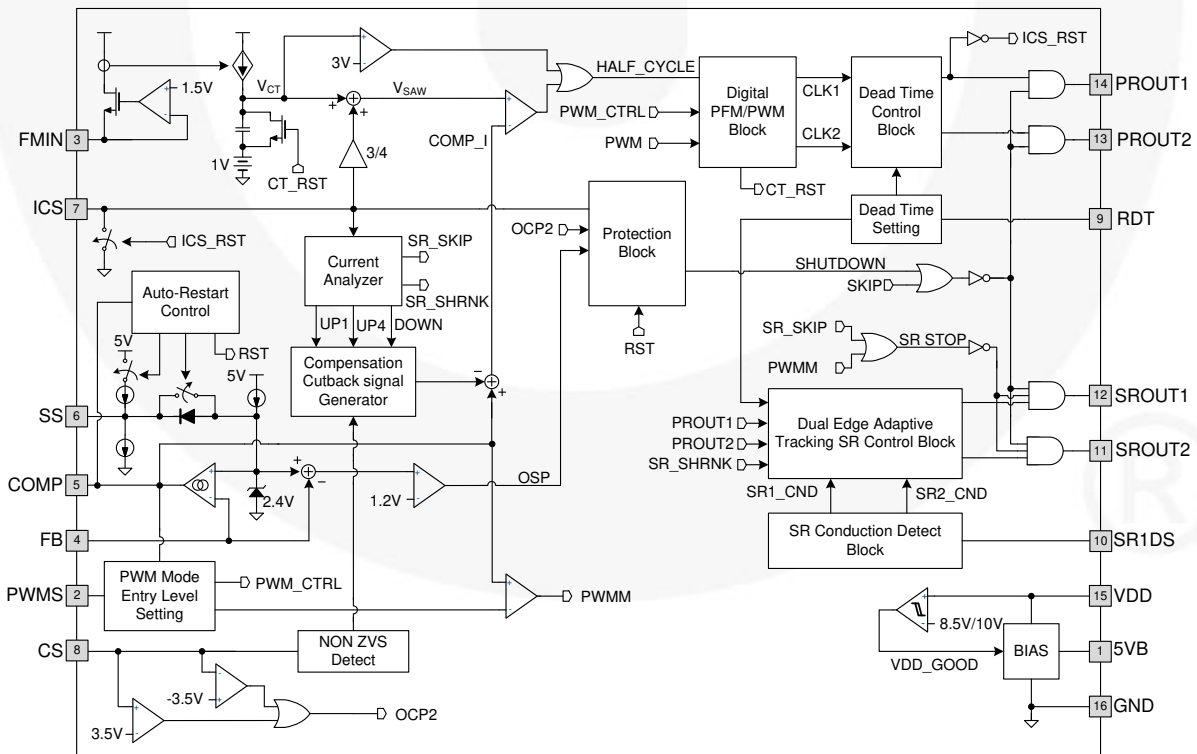 1.5V
FMIN
3
1V
CT_RST
VCT
3V
VSAW
3/4
COMP_I
HALF_CYCLE
PWM_CTRL
PWM
Digital
PFM/PWM
Block
CT_RST
CLK1
CLK2
Dead Time
Control
Block
ICS_RST
14
PROUT1
13
PROUT2
ICS
7
ICS_RST
Current
Analyzer
SR_SKIP
SR_SHRNK
OCP2
Protection
Block
RST
Dead Time
Setting
9
RDT
SHUTDOWN
SKIP
Auto-Restart
Control
RST
5V
5V
UP1
UP4
DOWN
Compensation
Cutback signal
Generator
SR_SKIP
PWMM
SR STOP
SS
6
12
SROUT1
11
SROUT2
PROUT1
PROUT2
SR_SHRNK
Dual Edge Adaptive
Tracking SR Control Block
COMP
5
2.4V
1.2V
OSP
SR1_CND
SR2_CND
FB
4
SR Conduction Detect
Block
10
SR1DS
PWMS
2
PWM Mode
Entry Level
Setting
PWM_CTRL
PWMM
CS
8
NON ZVS
Detect
-3.5V
3.5V
OCP2
15
VDD
8.5V/10V
VDD_GOOD
BIAS
1
5VB
16
GND
®